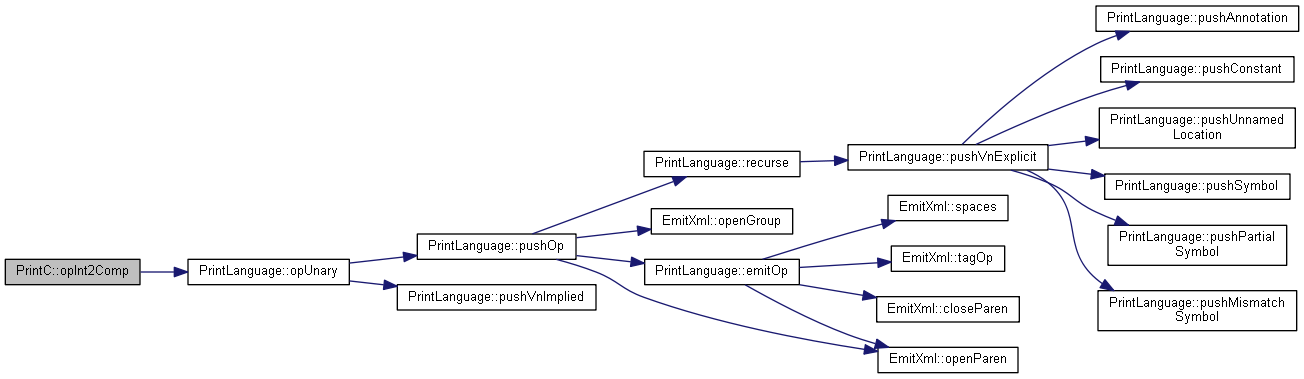 PrintC::opInt2Comp
PrintLanguage::opUnary
PrintLanguage::pushOp
PrintLanguage::pushVnImplied
PrintLanguage::recurse
EmitXml::openGroup
PrintLanguage::emitOp
PrintLanguage::pushVnExplicit
EmitXml::spaces
EmitXml::tagOp
EmitXml::closeParen
EmitXml::openParen
PrintLanguage::pushAnnotation
PrintLanguage::pushConstant
PrintLanguage::pushUnnamed
Location
PrintLanguage::pushSymbol
PrintLanguage::pushPartial
Symbol
PrintLanguage::pushMismatch
Symbol